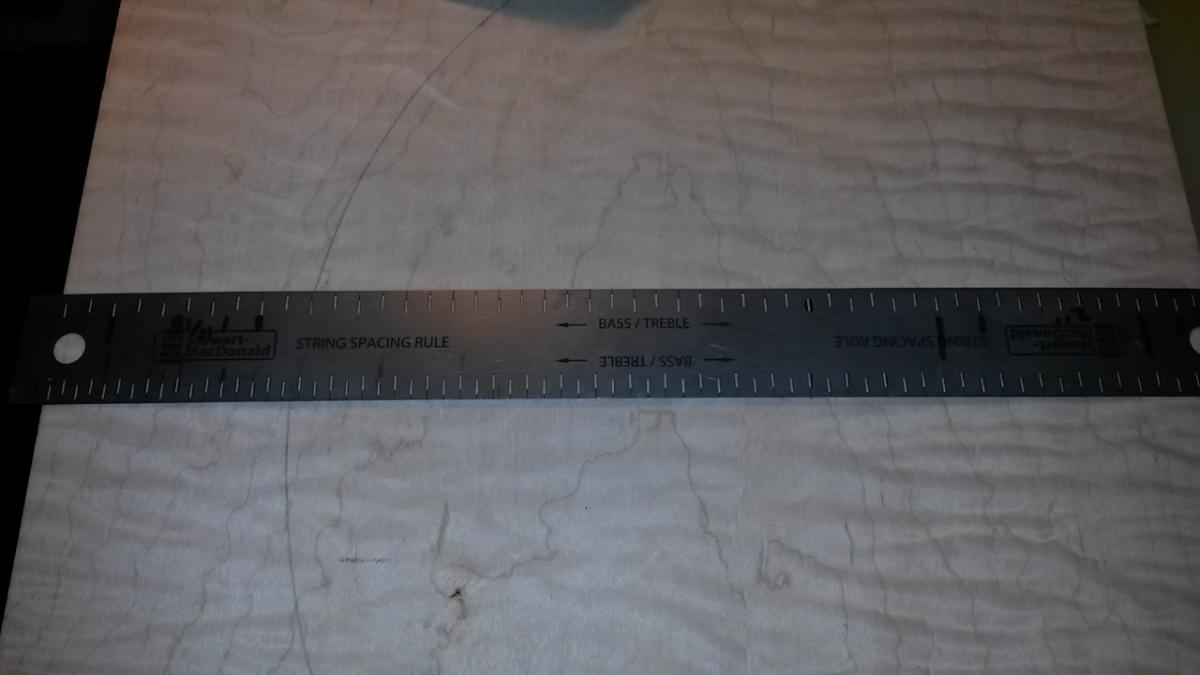 Stewart-
MacDonald
STRING SPACING RULE
BASS / TREBLE
BASS / TREBLE
STRING SPACING RULE
Stewart-
MacDonald